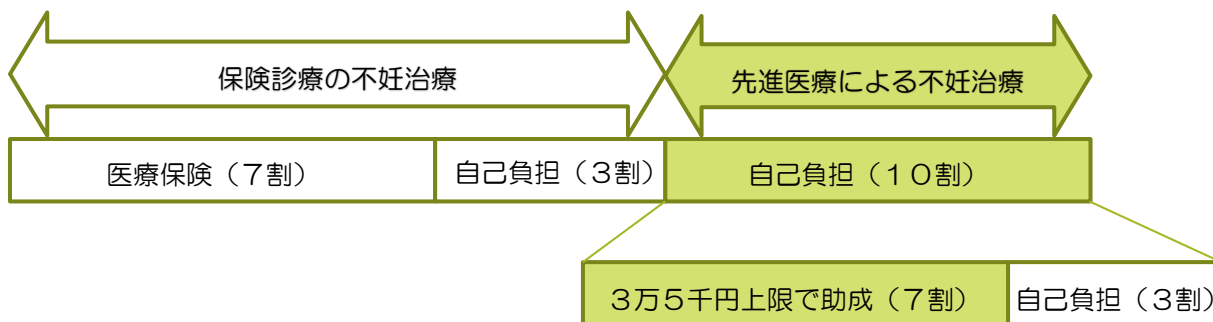 保険診療の不妊治療
先進医療による不妊治療
医療保険(7割)
自己負担(3割)
自己負担(10割)
3万5千円上限で助成(7割)
自己負担(3割)